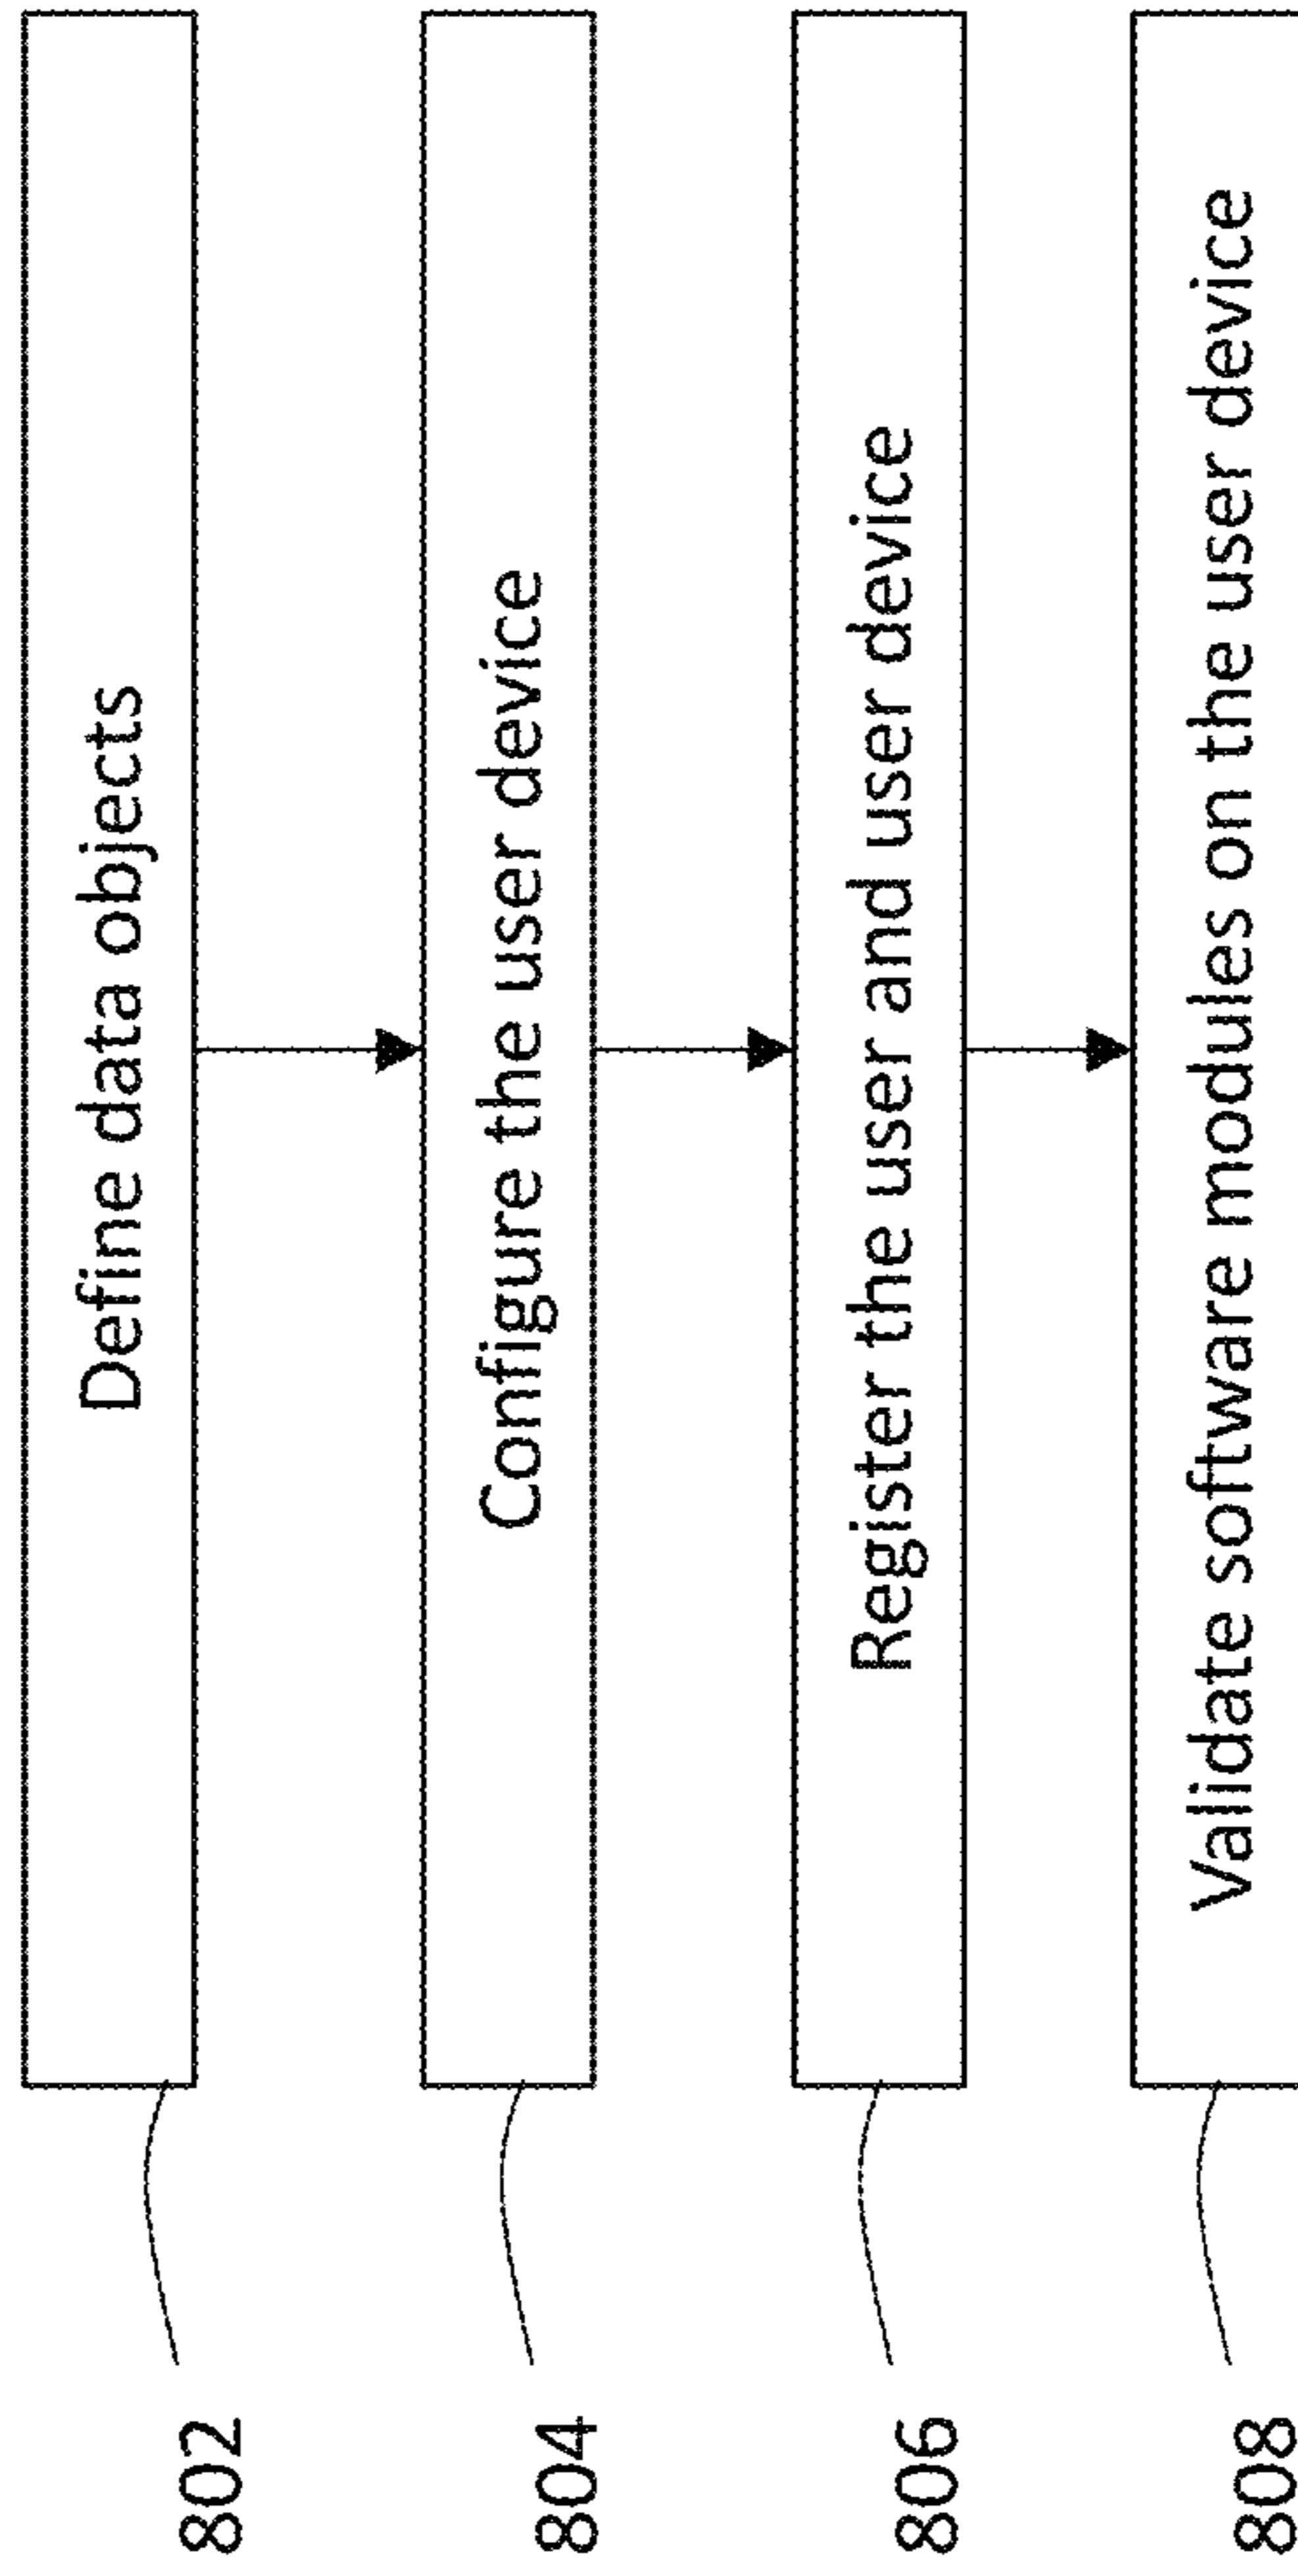 Define data objects
802
Configure the user device
804
Register the user and user device
806
Validate software modules on the user device
808